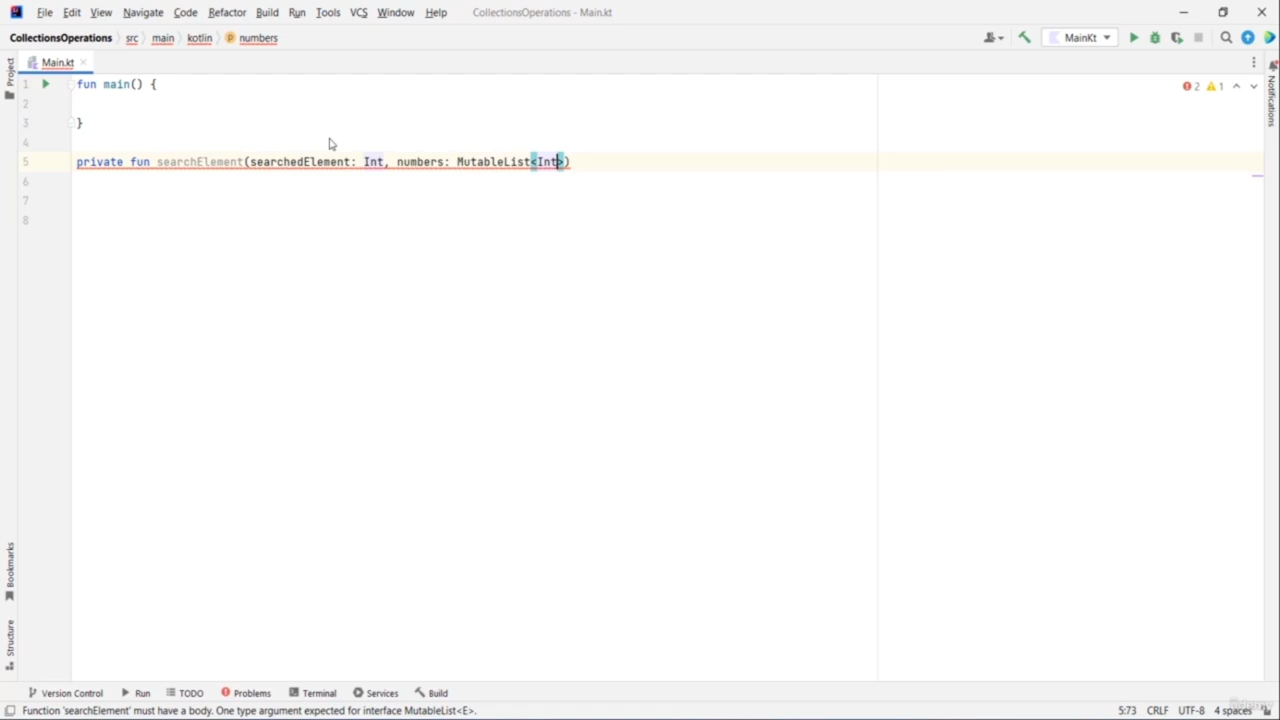 File Edit View Navigate Code Refactor Build Run Tools VCS Window Help CollectionsOperations - Main.kt
CollectionsOperations src main kotlin numbers MainKt
Project
Main.kt
Notifications
1 fun main() {
2 1
2
3 }
4
5 private fun searchElement(searchedElement: Int, numbers: MutableList<Int>)
6
7
8
Bookmarks
Structure
Version Control Run TODO Problems Terminal Services Build
Function 'searchElement' must have a body. One type argument expected for interface MutableList<E>. 5:73 CRLF UTF-8 4 spaces